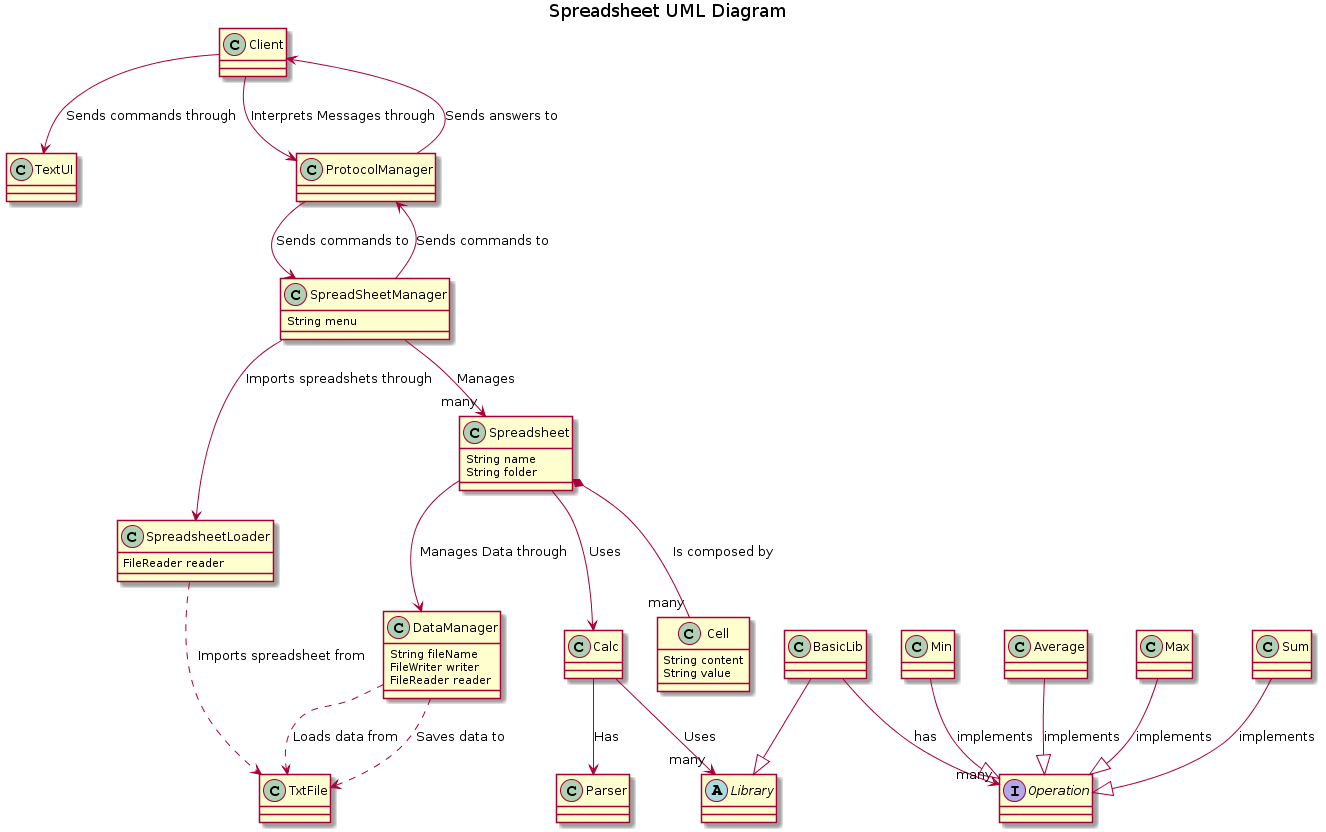 Spreadsheet UML Diagram
C Client
Sends commands through
Interprets Messages through
Sends answers to
C TextUI
C ProtocolManager
Sends commands to
Sends commands to
C SpreadSheetManager
String menu
Imports spreadshets through
Manages
many
C Spreadsheet
String name
String folder
C SpreadsheetLoader
FileReader reader
Manages Data through
Uses
Is composed by
many
C DataManager
String fileName
FileWriter writer
FileReader reader
C Calc
C Cell
String content
String value
C BasicLib
C Min
C Average
C Max
C Sum
Imports spreadsheet from
Loads data from
Saves data to
Has
Uses
many
has
many
implements
implements
implements
implements
C TxtFile
C Parser
A Library
I Operation